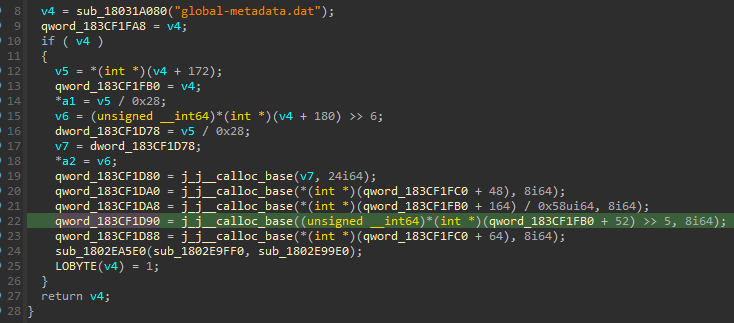 8 v4 = sub_18031A080("global-metadata.dat");
9 qword_183CF1FA8 = v4;
10 if ( v4 )
11 {
12 v5 = *(int *)(v4 + 172);
13 qword_183CF1FB0 = v4;
14 *a1 = v5 / 0x28;
15 v6 = (unsigned __int64)*(int *)(v4 + 180) >> 6;
16 dword_183CF1D78 = v5 / 0x28;
17 v7 = dword_183CF1D78;
18 *a2 = v6;
19 qword_183CF1D80 = j_j__calloc_base(v7, 24i64);
20 qword_183CF1DA0 = j_j__calloc_base(*(int *)(qword_183CF1FC0 + 48), 8i64);
21 qword_183CF1DA8 = j_j__calloc_base(*(int *)(qword_183CF1FB0 + 164) / 0x58ui64, 8i64);
22 qword_183CF1D90 = j_j__calloc_base((unsigned __int64)*(int *)(qword_183CF1FB0 + 52) >> 5, 8i64);
23 qword_183CF1D88 = j_j__calloc_base(*(int *)(qword_183CF1FC0 + 64), 8i64);
24 sub_1802EA5E0(sub_1802E9FF0, sub_1802E99E0);
25 LOBYTE(v4) = 1;
26 }
27 return v4;
28 }